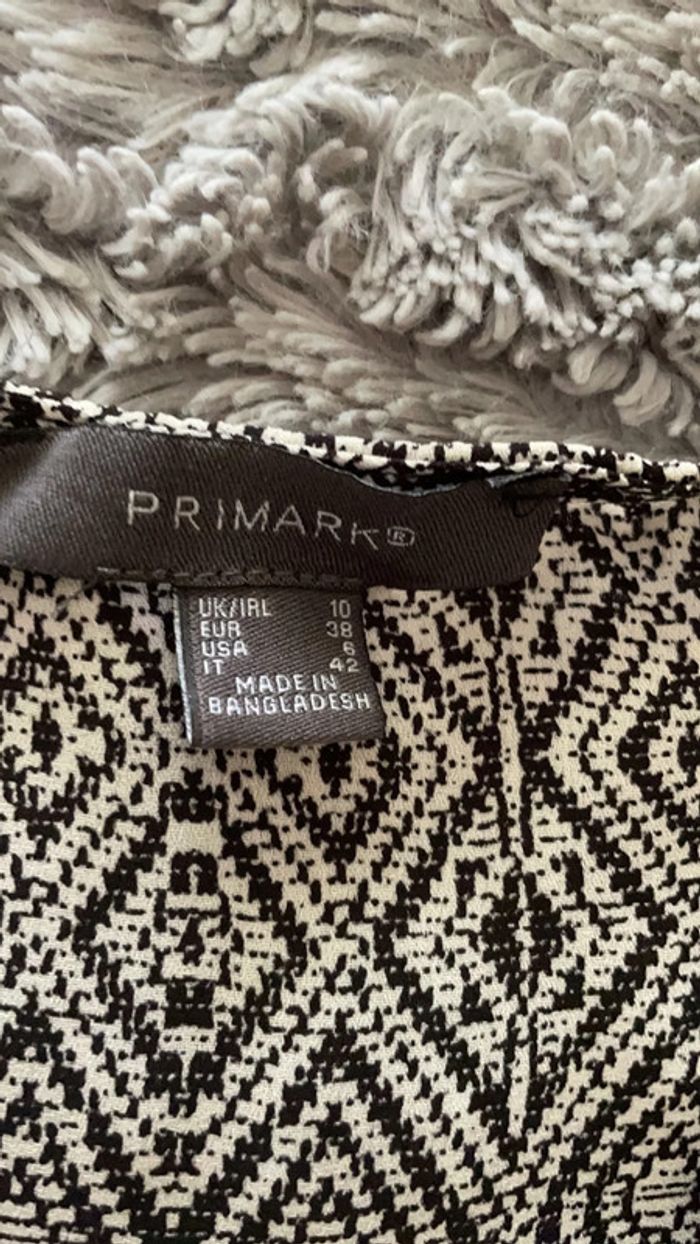 PRIMARK®
UK/IRL 10
EUR 38
USA 6
IT 42
MADE IN
BANGLADESH